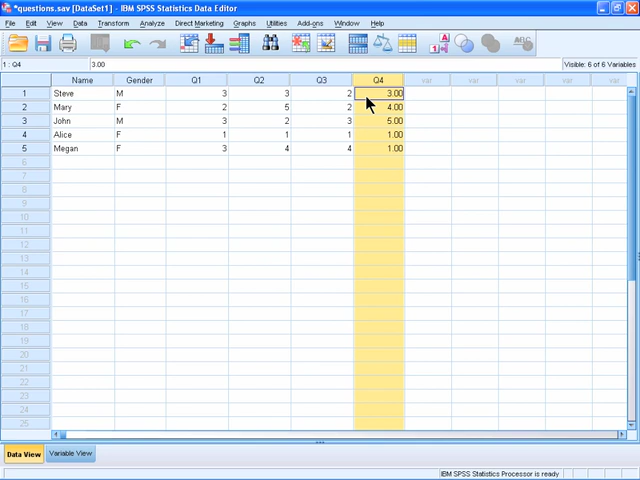 *questions.sav [DataSet1] - IBM SPSS Statistics Data Editor
File Edit View Data Transform Analyze Direct Marketing Graphs Utilities Add-ons Window Help
1 : Q4 3.00 Visible: 6 of 6 Variables
Name Gender Q1 Q2 Q3 Q4 var var var var
1 Steve M 3 3 2 3.00
2 Mary F 2 5 2 4.00
3 John M 3 2 3 5.00
4 Alice F 1 1 1 1.00
5 Megan F 3 4 4 1.00
6
7
8
9
10
11
12
13
14
15
16
17
18
19
20
21
22
23
24
25
Data View Variable View
IBM SPSS Statistics Processor is ready